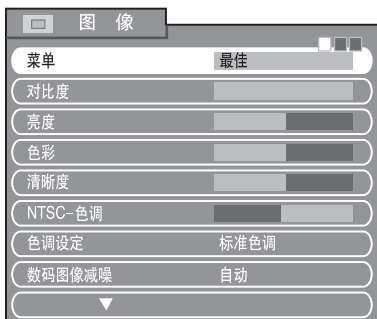 图 像
菜单 最佳
对比度
亮度
色彩
清晰度
NTSC-色调
色调设定 标准色调
数码图像减噪 自动